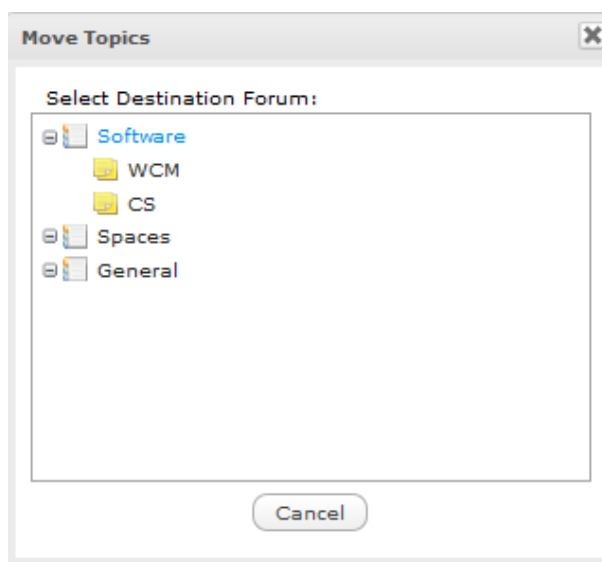 Move Topics
Select Destination Forum:
Software
WCM
CS
Spaces
General
Cancel